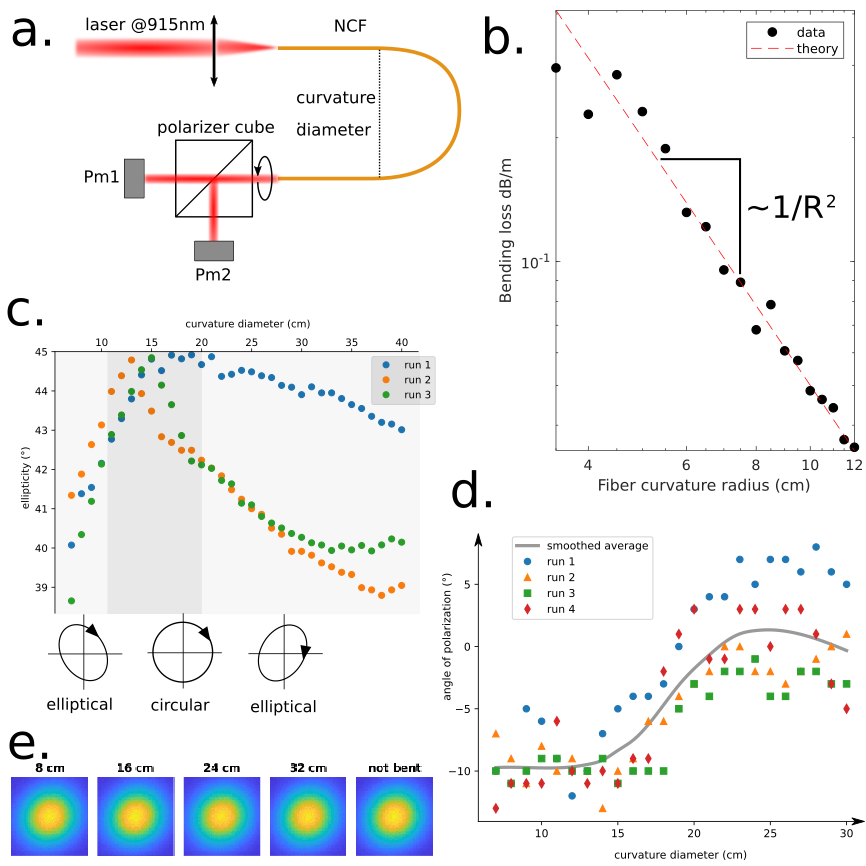 a.
laser @915nm
NCF
curvature
diameter
polarizer cube
Pm1
Pm2
b.
data
theory
Bending loss dB/m
10⁻¹
~1/R²
4
6
8
10
12
Fiber curvature radius (cm)
c.
curvature diameter (cm)
10 15 20 25 30 35 40
45
44
43
42
41
40
39
ellipticity (°)
run 1
run 2
run 3
elliptical
circular
elliptical
d.
smoothed average
run 1
run 2
run 3
run 4
angle of polarization (°)
5
0
−5
−10
10 15 20 25 30
curvature diameter (cm)
e.
8 cm
16 cm
24 cm
32 cm
not bent